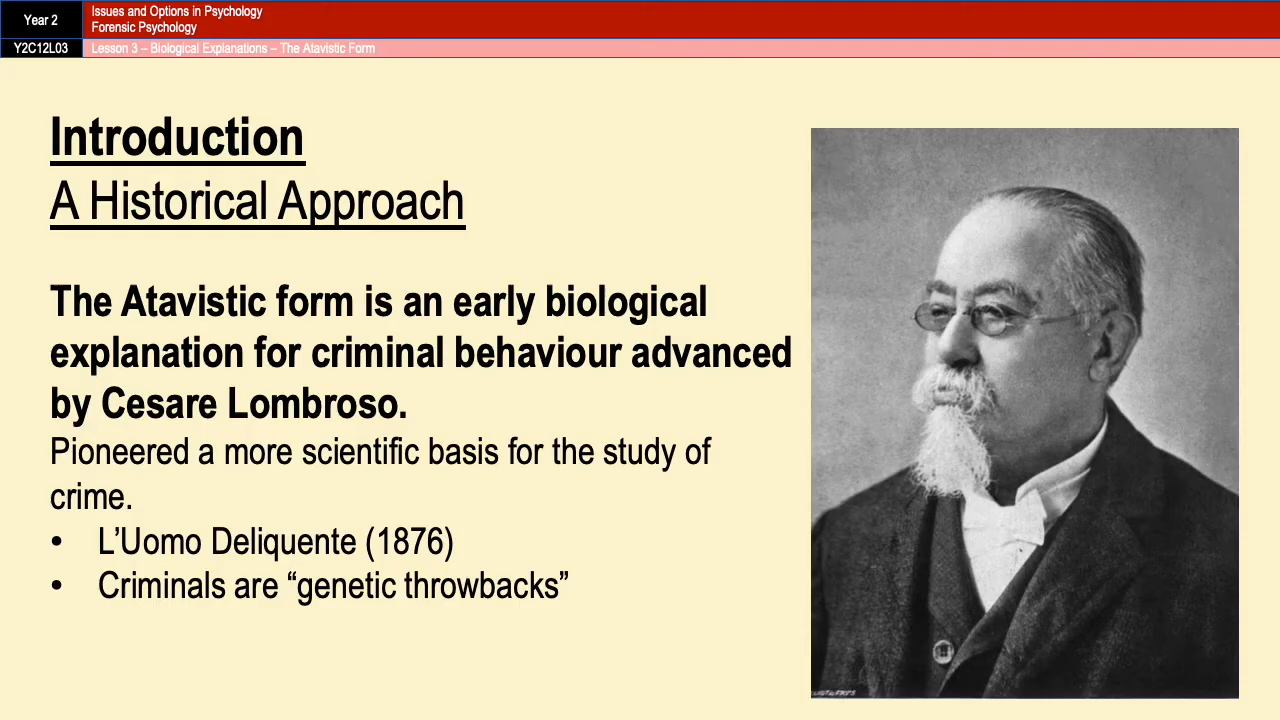 Year 2
Issues and Options in Psychology
Forensic Psychology
Y2C12L03
Lesson 3 – Biological Explanations – The Atavistic Form
Introduction
A Historical Approach
The Atavistic form is an early biological
explanation for criminal behaviour advanced
by Cesare Lombroso.
Pioneered a more scientific basis for the study of
crime.
• L’Uomo Deliquente (1876)
• Criminals are “genetic throwbacks”